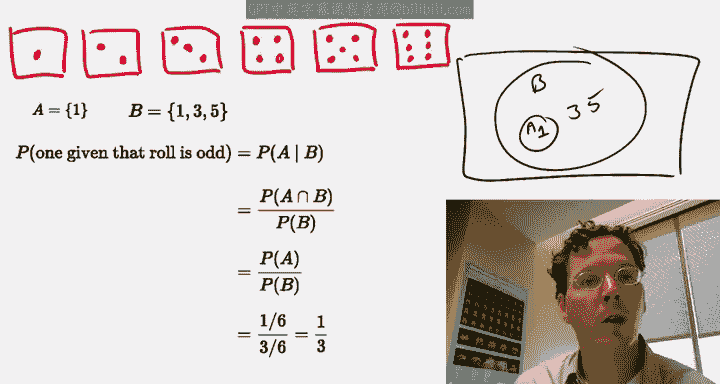 A = {1} B = {1, 3, 5}
P(one given that roll is odd) = P(A | B)
= P(A ∩ B) / P(B)
= P(A) / P(B)
= 1/6 / 3/6 = 1/3
B
A 1 3 5